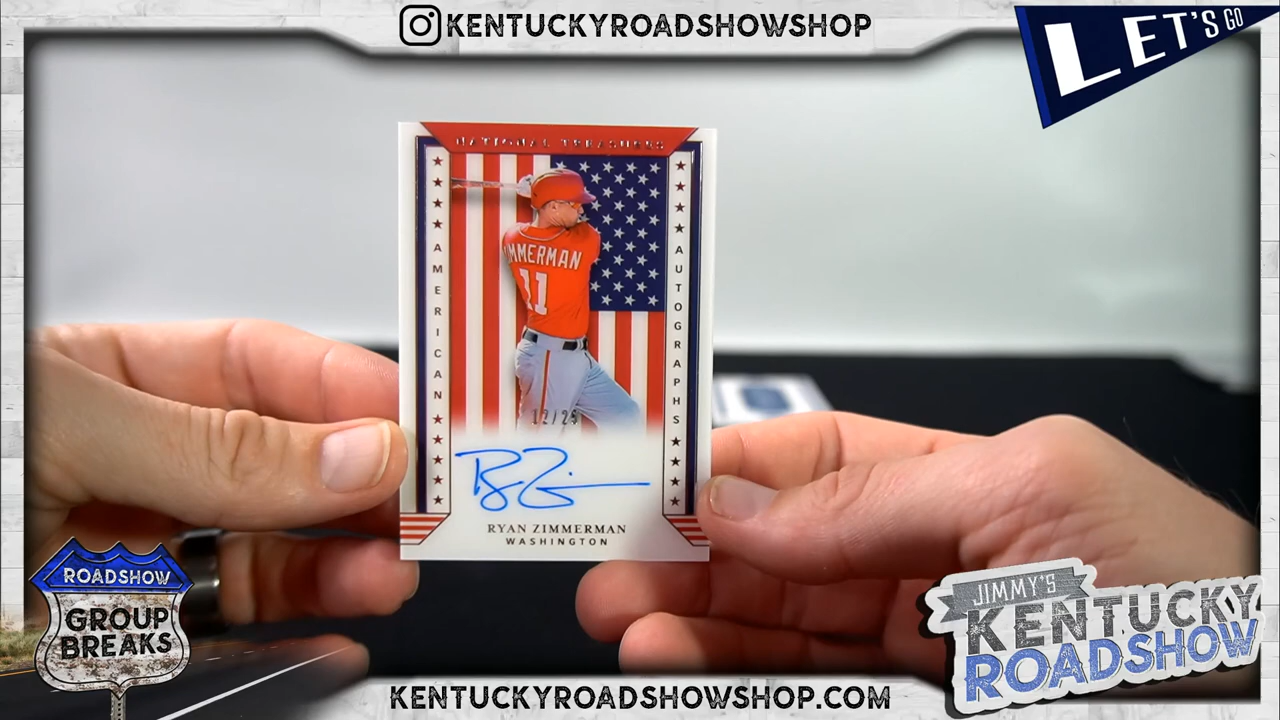 KENTUCKYROADSHOWSHOP
LET'S GO
NATIONAL TREASURES
AMERICAN
AUTOGRAPHS
ZIMMERMAN
11
RYAN ZIMMERMAN
WASHINGTON
ROADSHOW
GROUP
BREAKS
JIMMY'S
KENTUCKY
ROADSHOW
KENTUCKYROADSHOWSHOP.COM